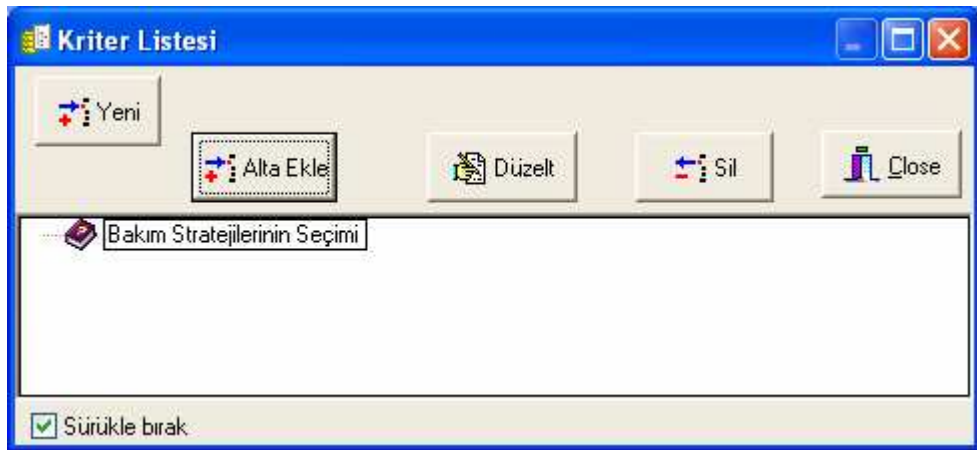 Kriter Listesi
Yeni
Alta Ekle
Düzelt
Sil
Close
Bakım Stratejilerinin Seçimi
Sürükle bırak